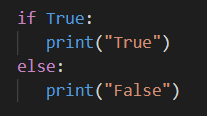 if True:
    print("True")
else:
    print("False")